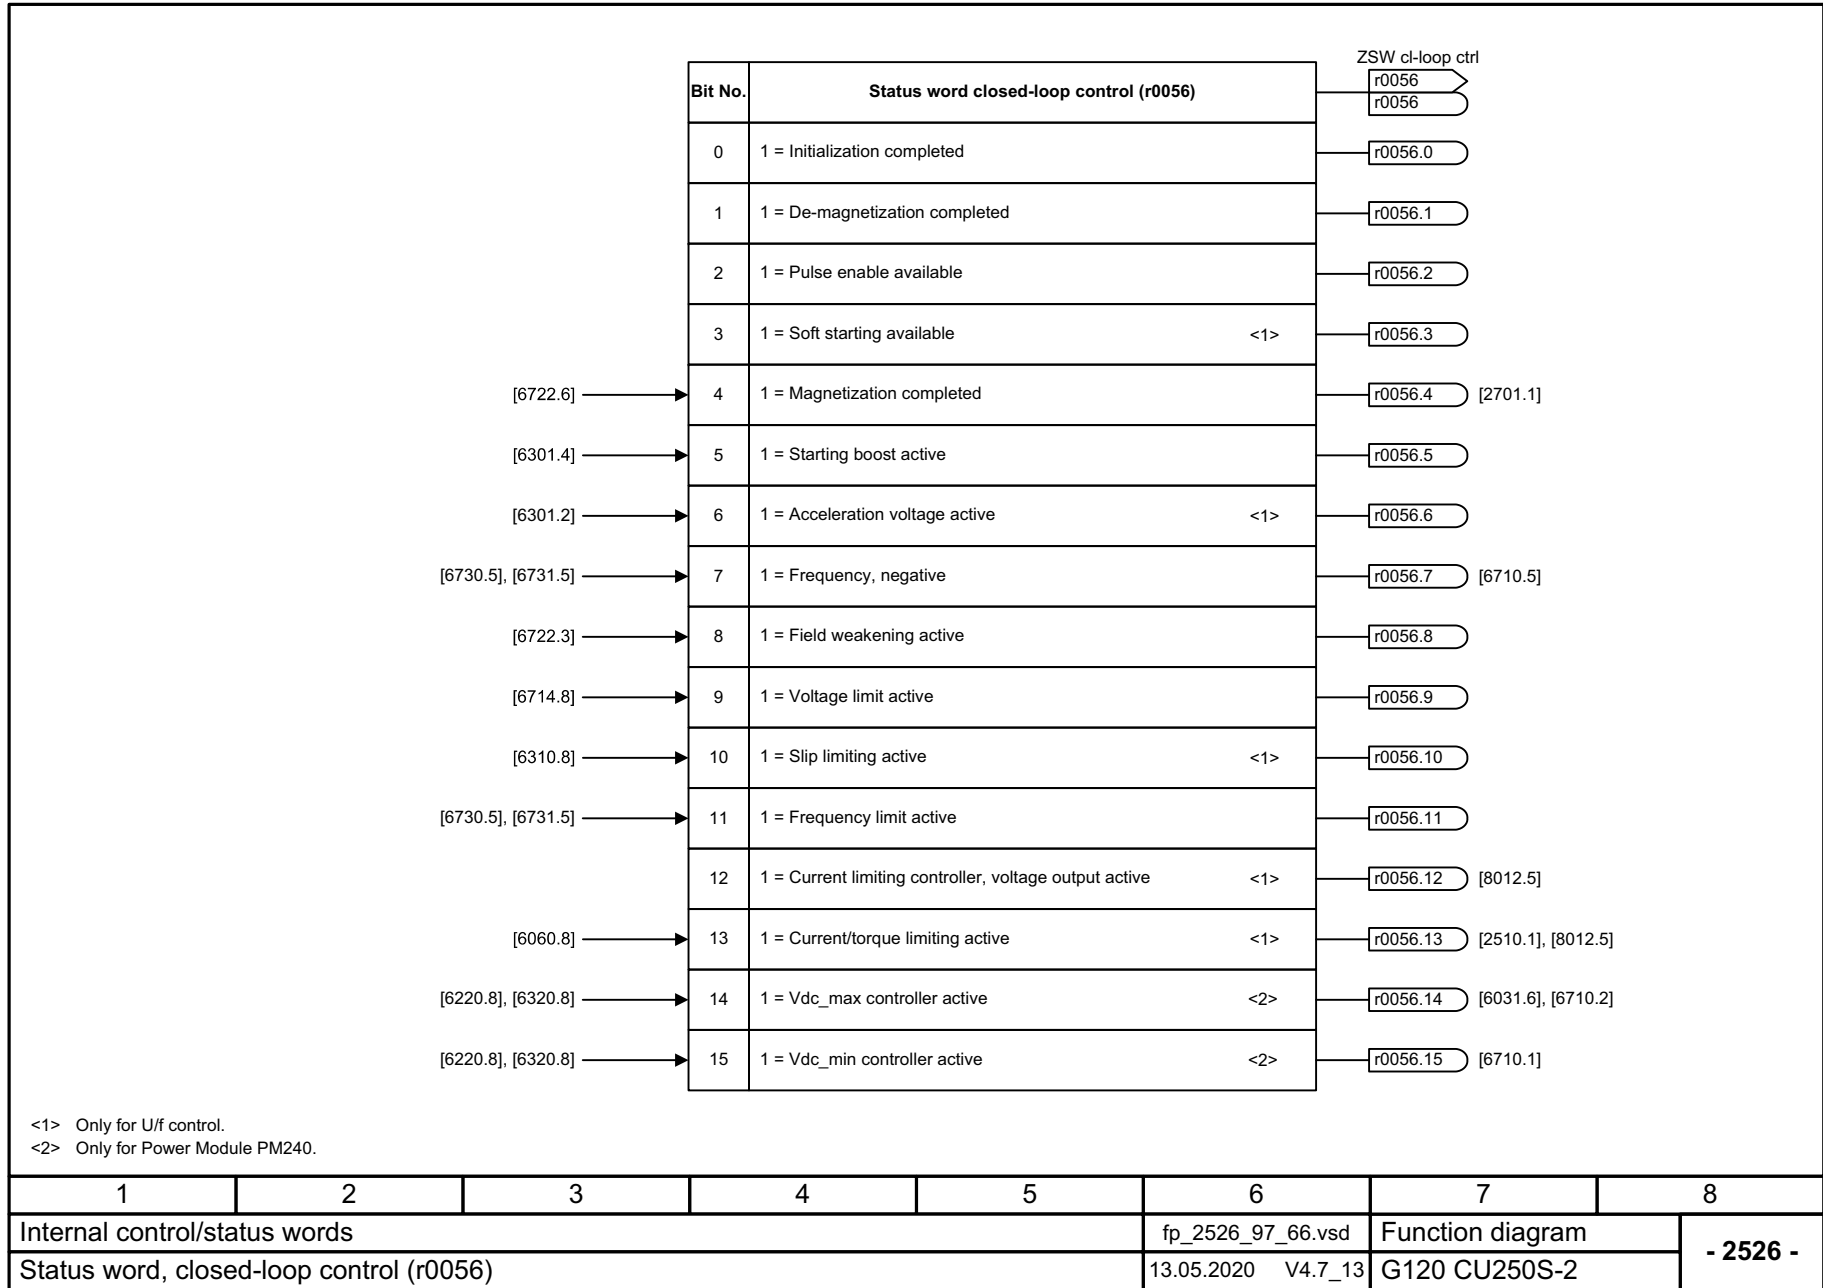 ZSW cl-loop ctrl
Bit No. Status word closed-loop control (r0056) r0056
r0056
0 1 = Initialization completed r0056.0
1 1 = De-magnetization completed r0056.1
2 1 = Pulse enable available r0056.2
3 1 = Soft starting available <1> r0056.3
[6722.6] 4 1 = Magnetization completed r0056.4 [2701.1]
[6301.4] 5 1 = Starting boost active r0056.5
[6301.2] 6 1 = Acceleration voltage active <1> r0056.6
[6730.5], [6731.5] 7 1 = Frequency, negative r0056.7 [6710.5]
[6722.3] 8 1 = Field weakening active r0056.8
[6714.8] 9 1 = Voltage limit active r0056.9
[6310.8] 10 1 = Slip limiting active <1> r0056.10
[6730.5], [6731.5] 11 1 = Frequency limit active r0056.11
12 1 = Current limiting controller, voltage output active <1> r0056.12 [8012.5]
[6060.8] 13 1 = Current/torque limiting active <1> r0056.13 [2510.1], [8012.5]
[6220.8], [6320.8] 14 1 = Vdc_max controller active <2> r0056.14 [6031.6], [6710.2]
[6220.8], [6320.8] 15 1 = Vdc_min controller active <2> r0056.15 [6710.1]
<1> Only for U/f control.
<2> Only for Power Module PM240.
1 2 3 4 5 6 7 8
Internal control/status words fp_2526_97_66.vsd Function diagram - 2526 -
Status word, closed-loop control (r0056) 13.05.2020 V4.7_13 G120 CU250S-2